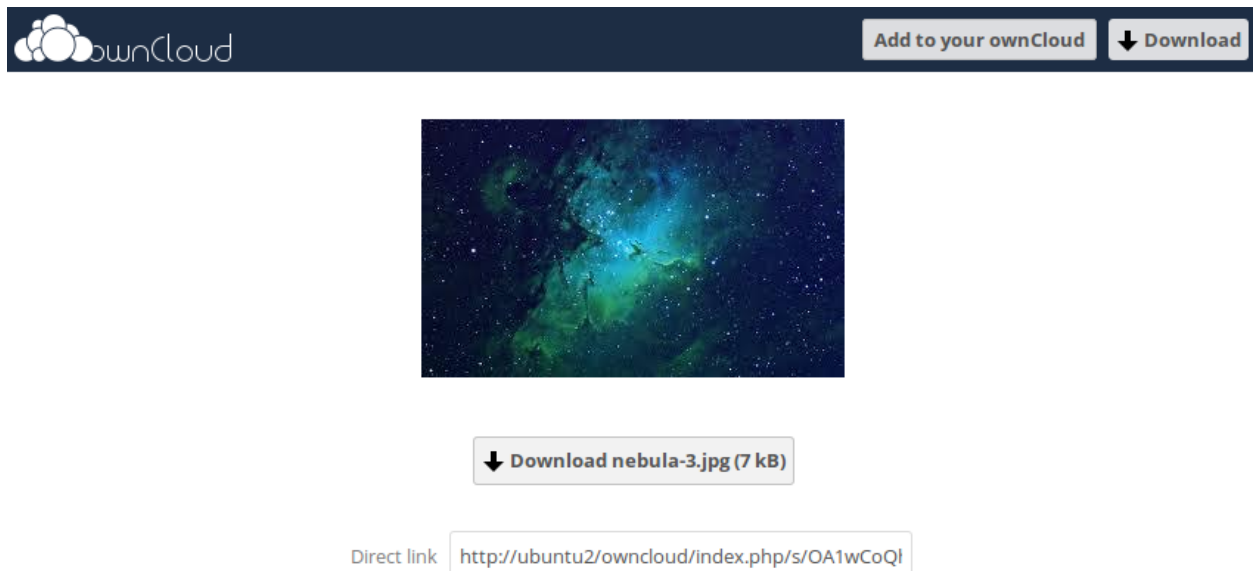 ownCloud
Add to your ownCloud
Download
Download nebula-3.jpg (7 kB)
Direct link
http://ubuntu2/owncloud/index.php/s/OA1wCoQ